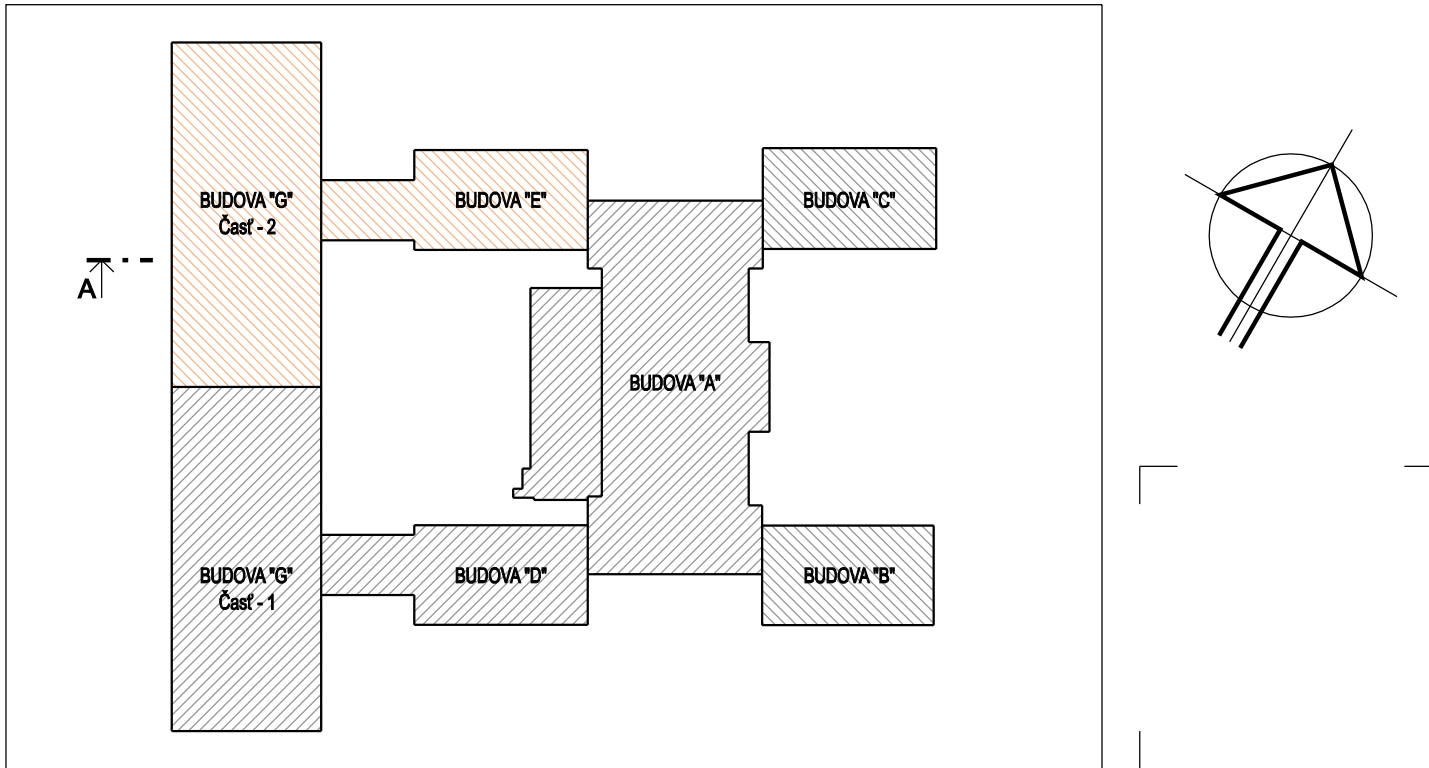 BUDOVA "G"
Časť - 2
BUDOVA "E"
BUDOVA "C"
A
BUDOVA "A"
BUDOVA "G"
Časť - 1
BUDOVA "D"
BUDOVA "B"